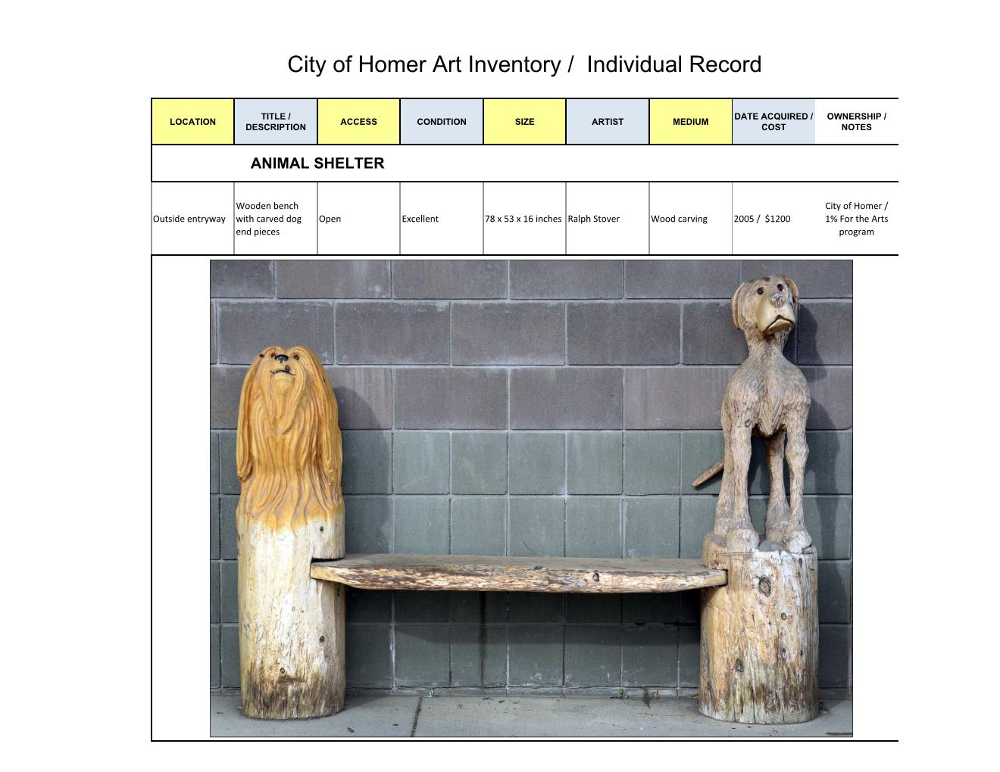 City of Homer Art Inventory /  Individual Record
LOCATION
TITLE /
DESCRIPTION
ACCESS
CONDITION
SIZE
ARTIST
MEDIUM
DATE ACQUIRED /
COST
OWNERSHIP /
NOTES
ANIMAL SHELTER
Outside entryway
Wooden bench
with carved dog
end pieces
Open
Excellent
78 x 53 x 16 inches
Ralph Stover
Wood carving
2005 /  $1200
City of Homer /
1% For the Arts
program